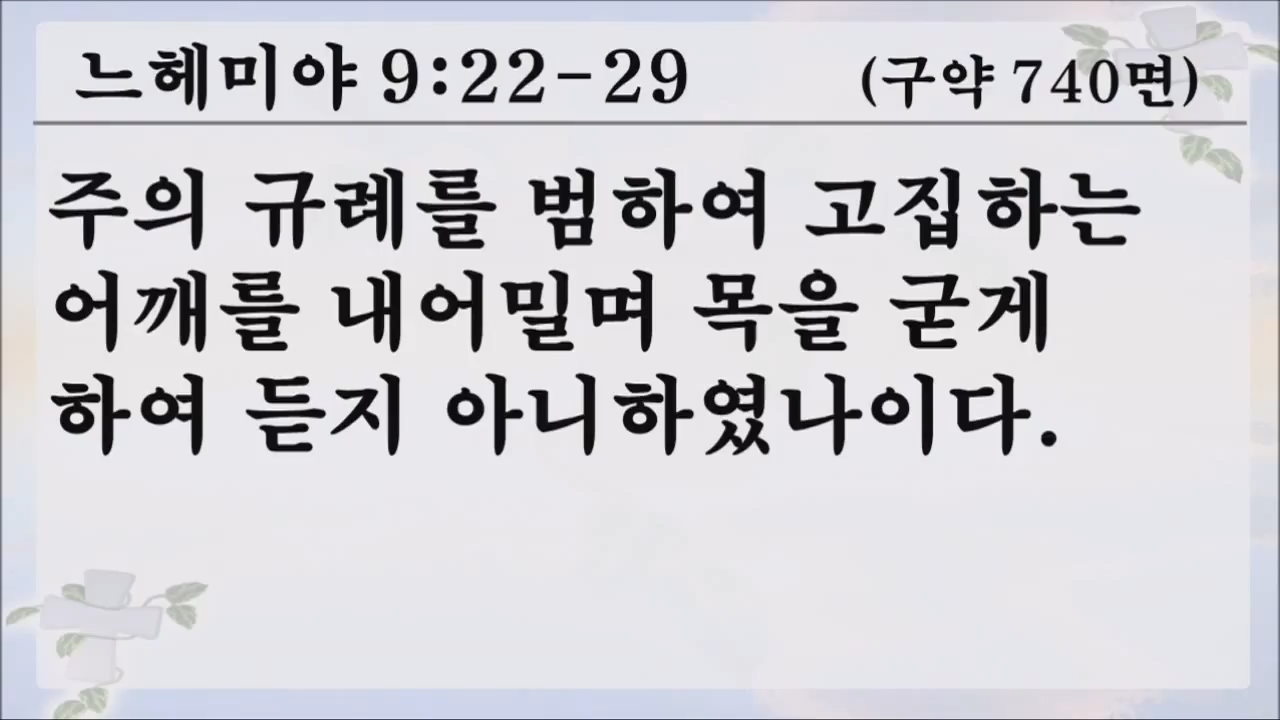 느헤미야 9:22-29 (구약 740면)
주의 규례를 범하여 고집하는
어깨를 내어밀며 목을 굳게
하여 듣지 아니하였나이다.